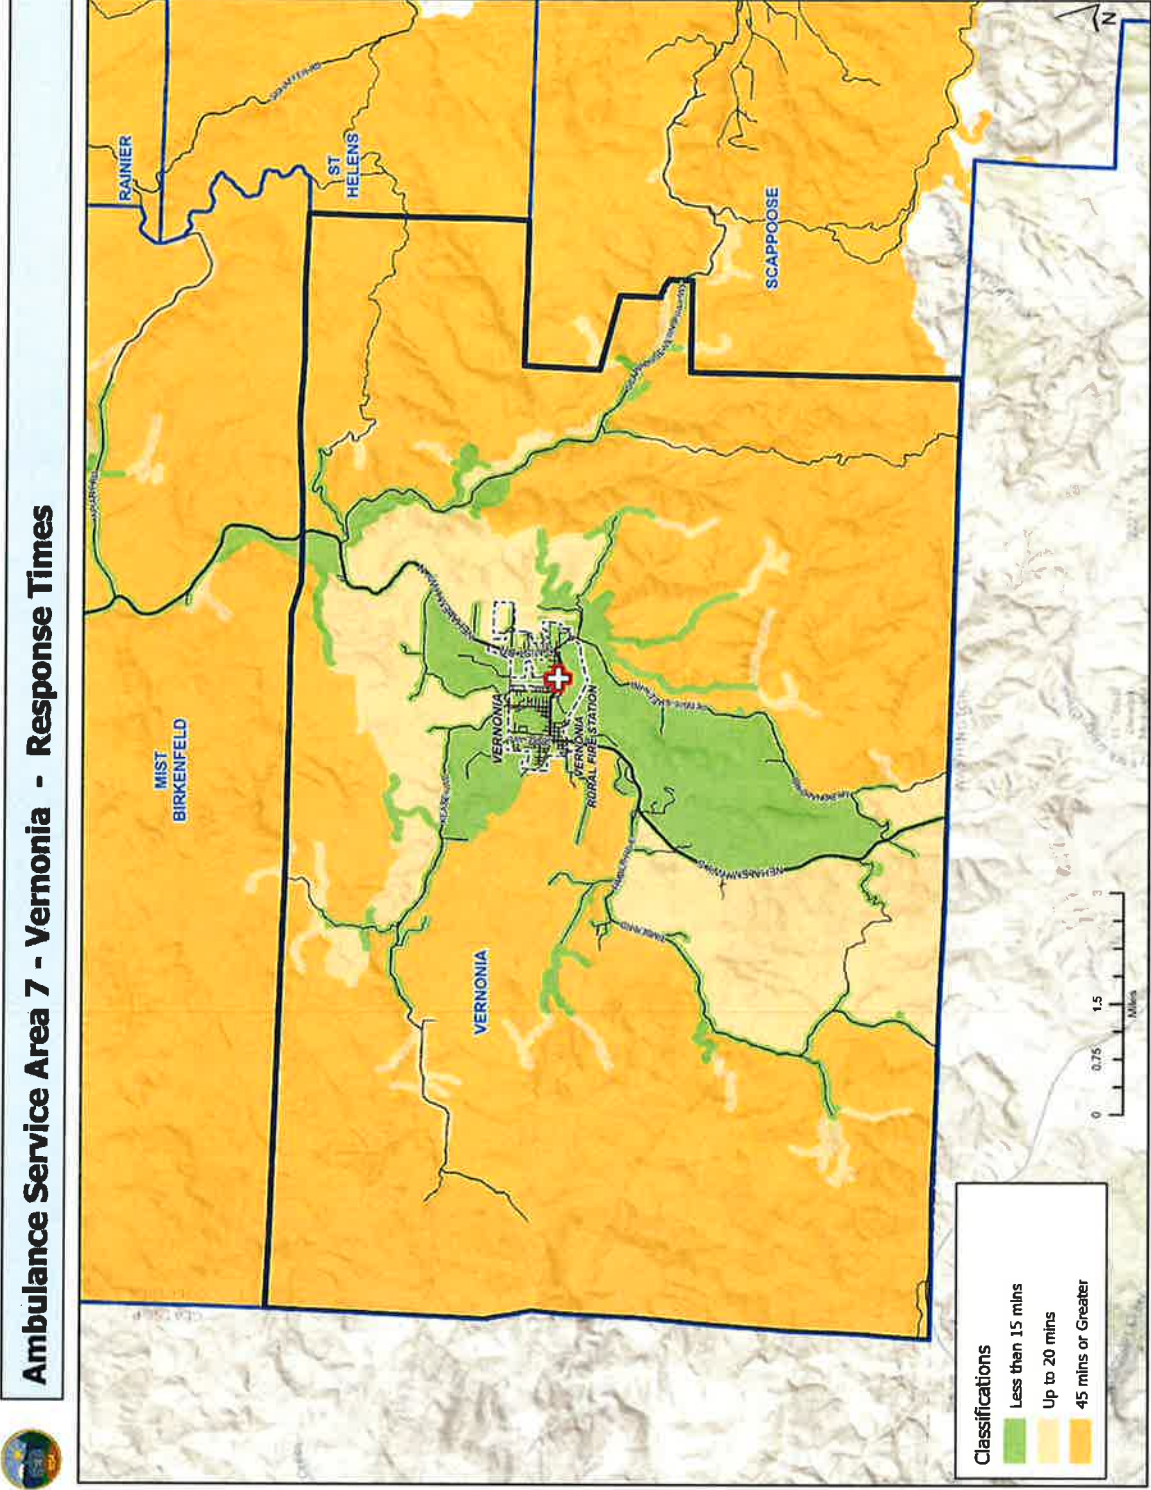 Ambulance Service Area 7 - Vernonia - Response Times
RAINIER
ST
HELENS
SCAPPOOSE
MIST
BIRKENFELD
VERNONIA
VERNONIA
VERNONIA
RURAL FIRE STATION
TIMBER RD
N
0
0.75
1.5
3
Miles
Classifications
Less than 15 mins
Up to 20 mins
45 mins or Greater